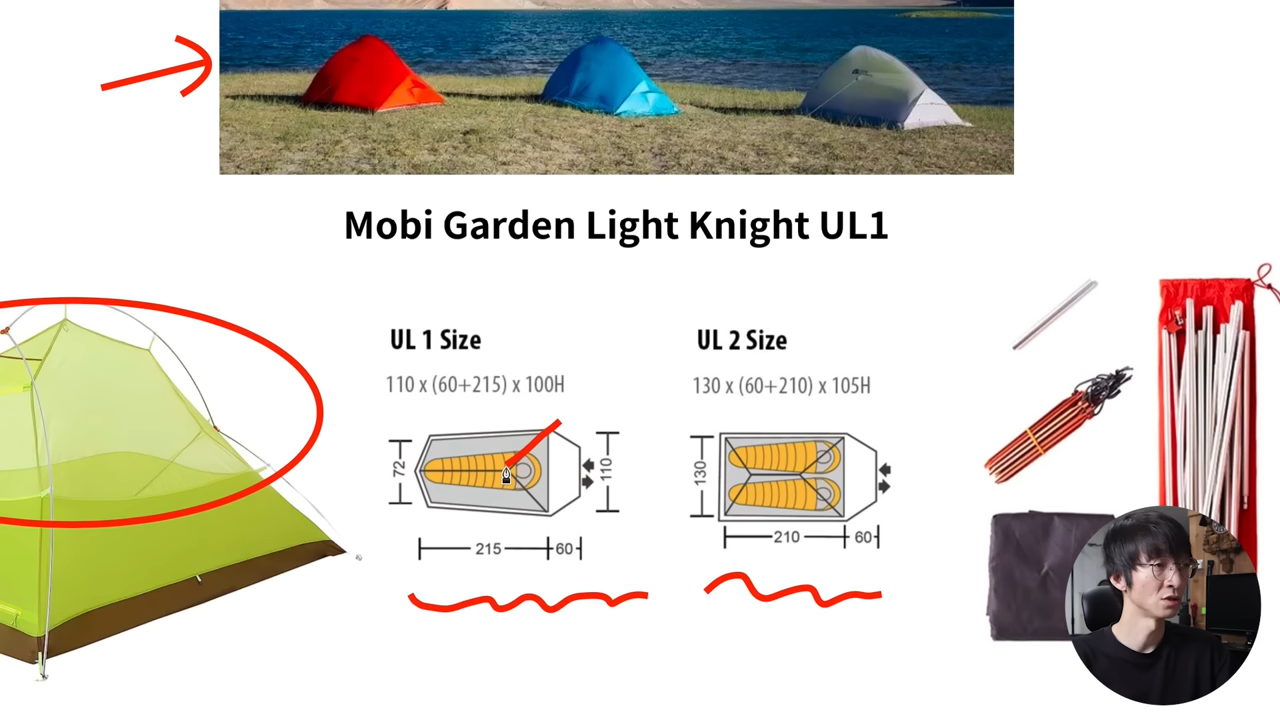 Mobi Garden Light Knight UL1
UL 1 Size
110 x (60+215) x 100H
72
110
215
60
UL 2 Size
130 x (60+210) x 105H
130
210
60